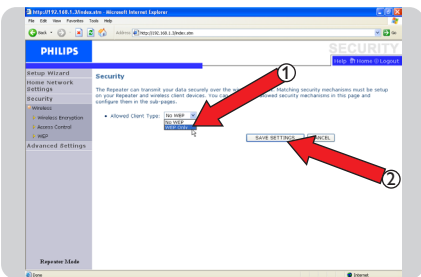 http://192.168.1.3/index.stm - Microsoft Internet Explorer
File Edit View Favorites Tools Help
Back
Address http://192.168.1.3/index.stm
Go
PHILIPS
SECURITY
Help Home Logout
Setup Wizard
Home Network Settings
Security
Wireless
Wireless Encryption
Access Control
WEP
Advanced Settings
Repeater Mode
Security
The Repeater can transmit your data securely over the Matching security mechanisms must be setup
on your Repeater and wireless client devices. You can allowed security mechanisms in this page and
configure them in the sub-pages.
• Allowed Client Type: No WEP
No WEP
WEP Only
SAVE SETTINGS CANCEL
1
2
Done
Internet